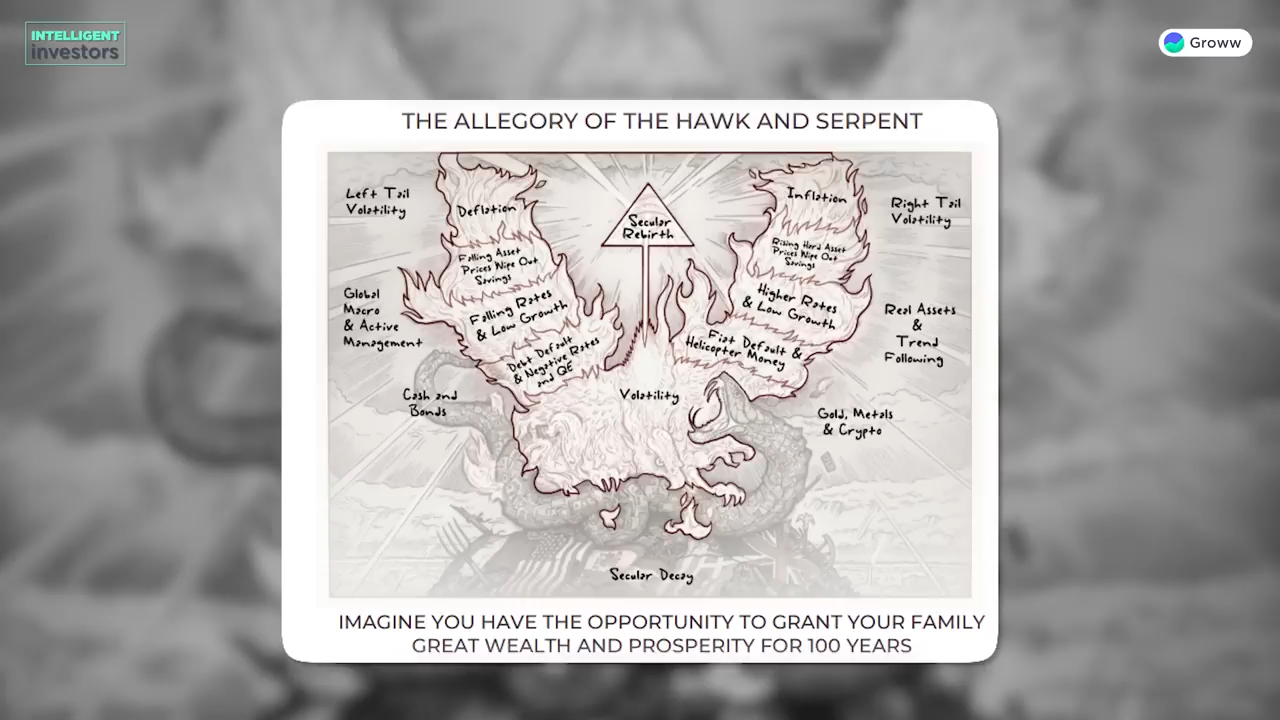 INTELLIGENT
investors
Groww
THE ALLEGORY OF THE HAWK AND SERPENT
Left Tail
Volatility
Deflation
Falling Asset
Prices Wipe Out
Savings
Global
Macro
& Active
Management
Falling Rates
& Low Growth
Debt Default
& Negative Rates
and QE
Cash and
Bonds
Secular
Rebirth
Volatility
Inflation
Right Tail
Volatility
Rising Hard Asset
Prices Wipe Out
Savings
Higher Rates
& Low Growth
Real Assets
&
Trend
Following
Fiat Default &
Helicopter Money
Gold, Metals
& Crypto
Secular Decay
IMAGINE YOU HAVE THE OPPORTUNITY TO GRANT YOUR FAMILY
GREAT WEALTH AND PROSPERITY FOR 100 YEARS